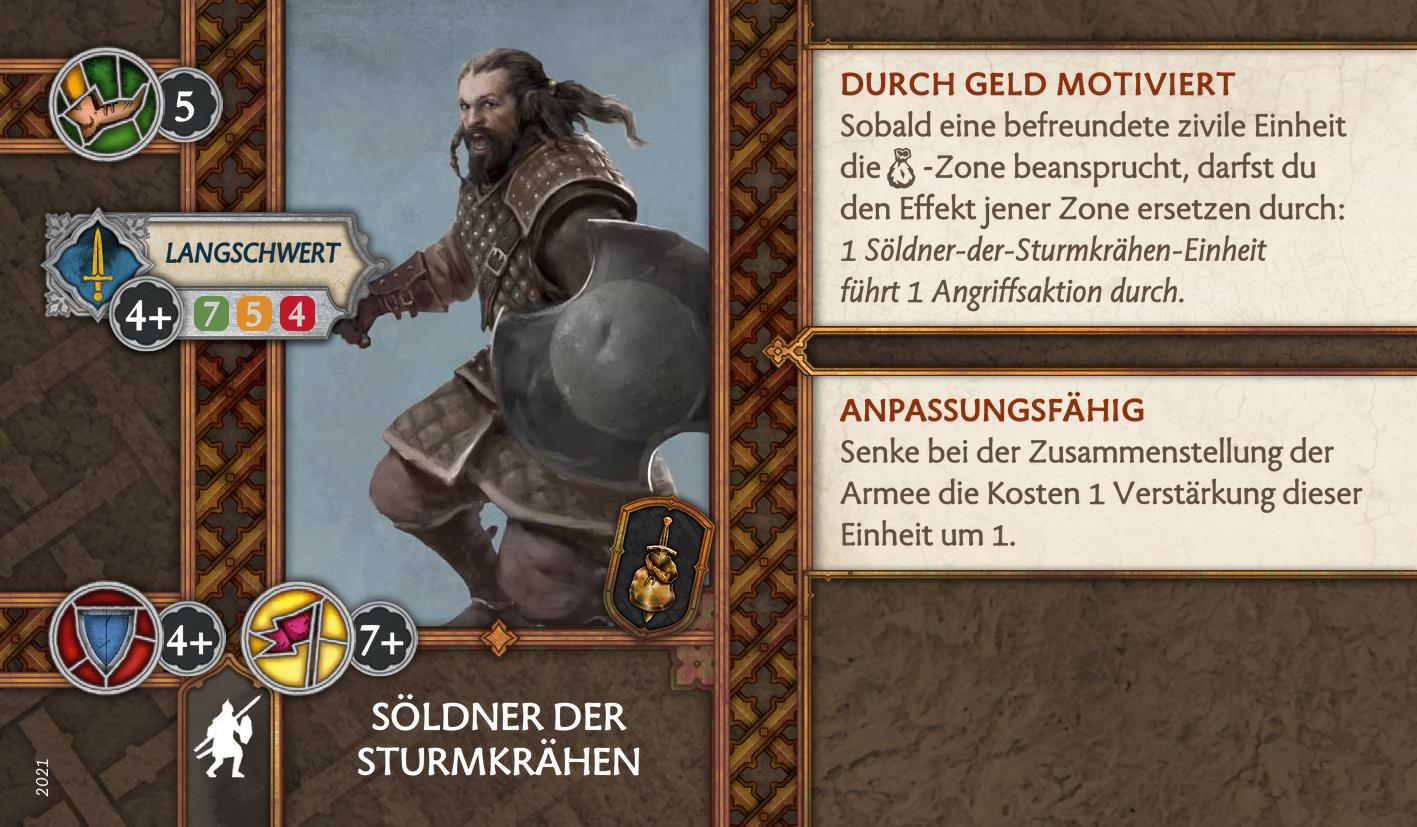 5
LANGSCHWERT
4+ 7 5 4
4+ 7+
SÖLDNER DER
STURMKRÄHEN
2021
DURCH GELD MOTIVIERT
Sobald eine befreundete zivile Einheit
die -Zone beansprucht, darfst du
den Effekt jener Zone ersetzen durch:
1 Söldner-der-Sturmkrähen-Einheit
führt 1 Angriffsaktion durch.
ANPASSUNGSFÄHIG
Senke bei der Zusammenstellung der
Armee die Kosten 1 Verstärkung dieser
Einheit um 1.